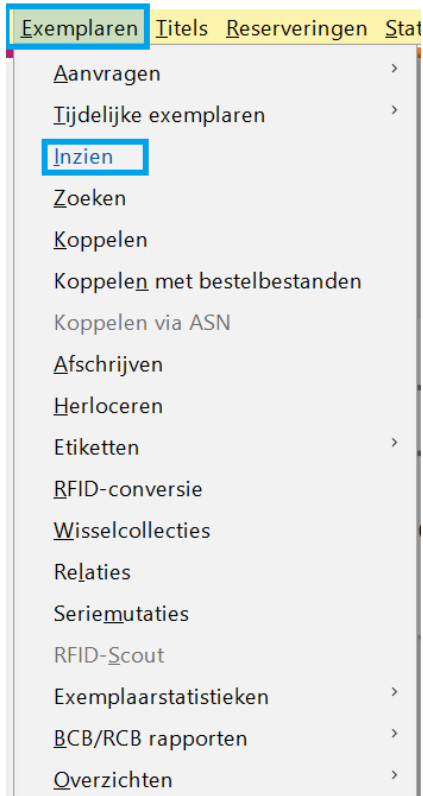 Exemplaren Titels Reserveringen Stat
Aanvragen
Tijdelijke exemplaren
Inzien
Zoeken
Koppelen
Koppelen met bestelbestanden
Koppelen via ASN
Afschrijven
Herloceren
Etiketten
RFID-conversie
Wisselcollecties
Relaties
Seriemutaties
RFID-Scout
Exemplaarstatistieken
BCB/RCB rapporten
Overzichten